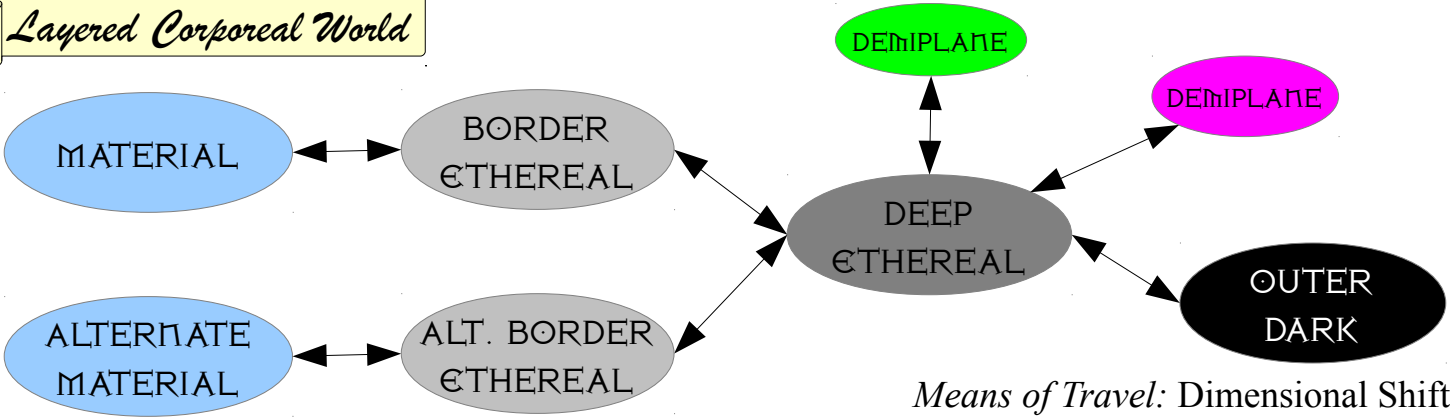 Layered Corporeal World
DEMIPLANE
DEMIPLANE
MATERIAL
BORDER
ETHEREAL
DEEP
ETHEREAL
OUTER
DARK
ALTERNATE
MATERIAL
ALT. BORDER
ETHEREAL
Means of Travel: Dimensional Shift